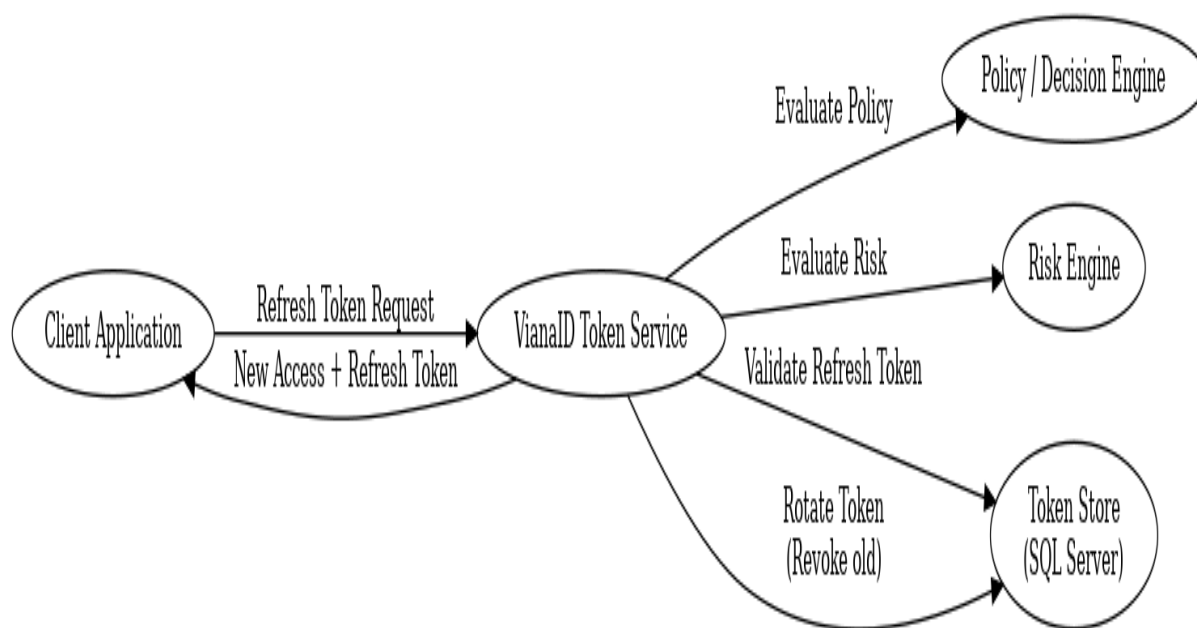 Policy / Decision Engine
Evaluate Policy
Evaluate Risk
Risk Engine
Client Application
Refresh Token Request
VianaID Token Service
New Access + Refresh Token
Validate Refresh Token
Rotate Token
(Revoke old)
Token Store
(SQL Server)